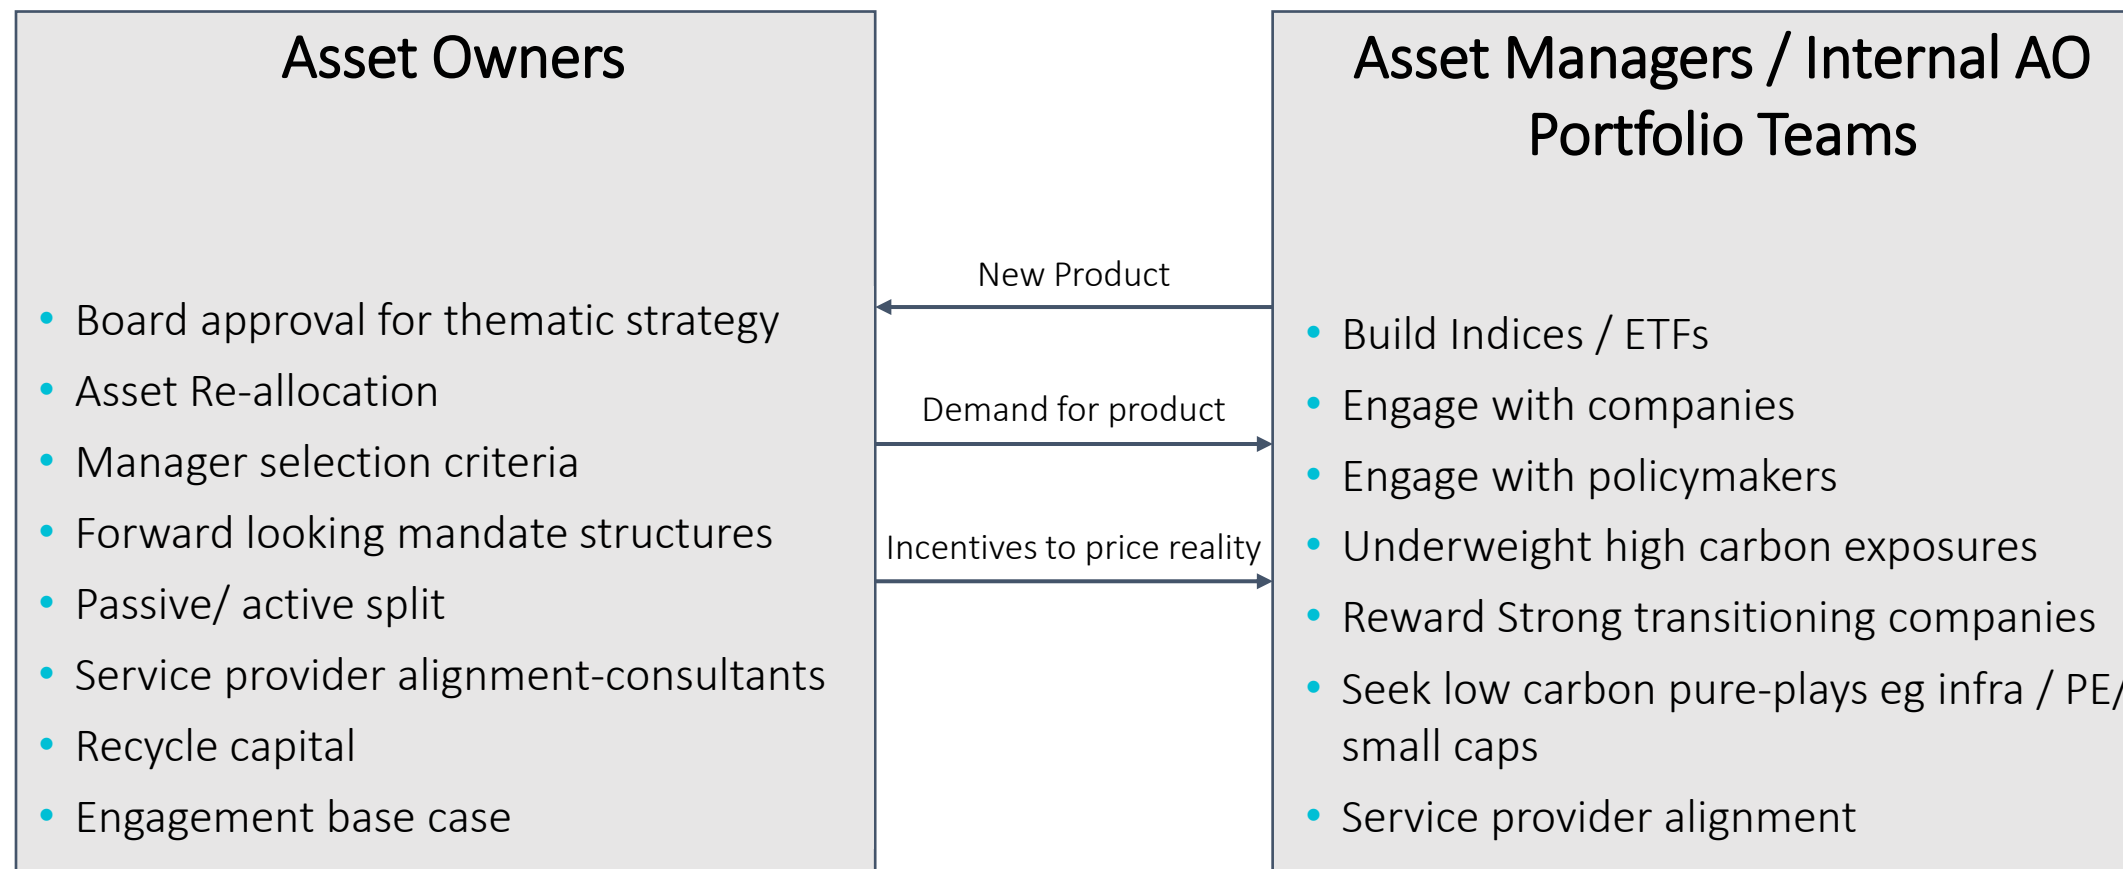 Asset Owners
• Board approval for thematic strategy
• Asset Re-allocation
• Manager selection criteria
• Forward looking mandate structures
• Passive/ active split
• Service provider alignment-consultants
• Recycle capital
• Engagement base case
New Product
Demand for product
Incentives to price reality
Asset Managers / Internal AO
Portfolio Teams
• Build Indices / ETFs
• Engage with companies
• Engage with policymakers
• Underweight high carbon exposures
• Reward Strong transitioning companies
• Seek low carbon pure-plays eg infra / PE/
small caps
• Service provider alignment